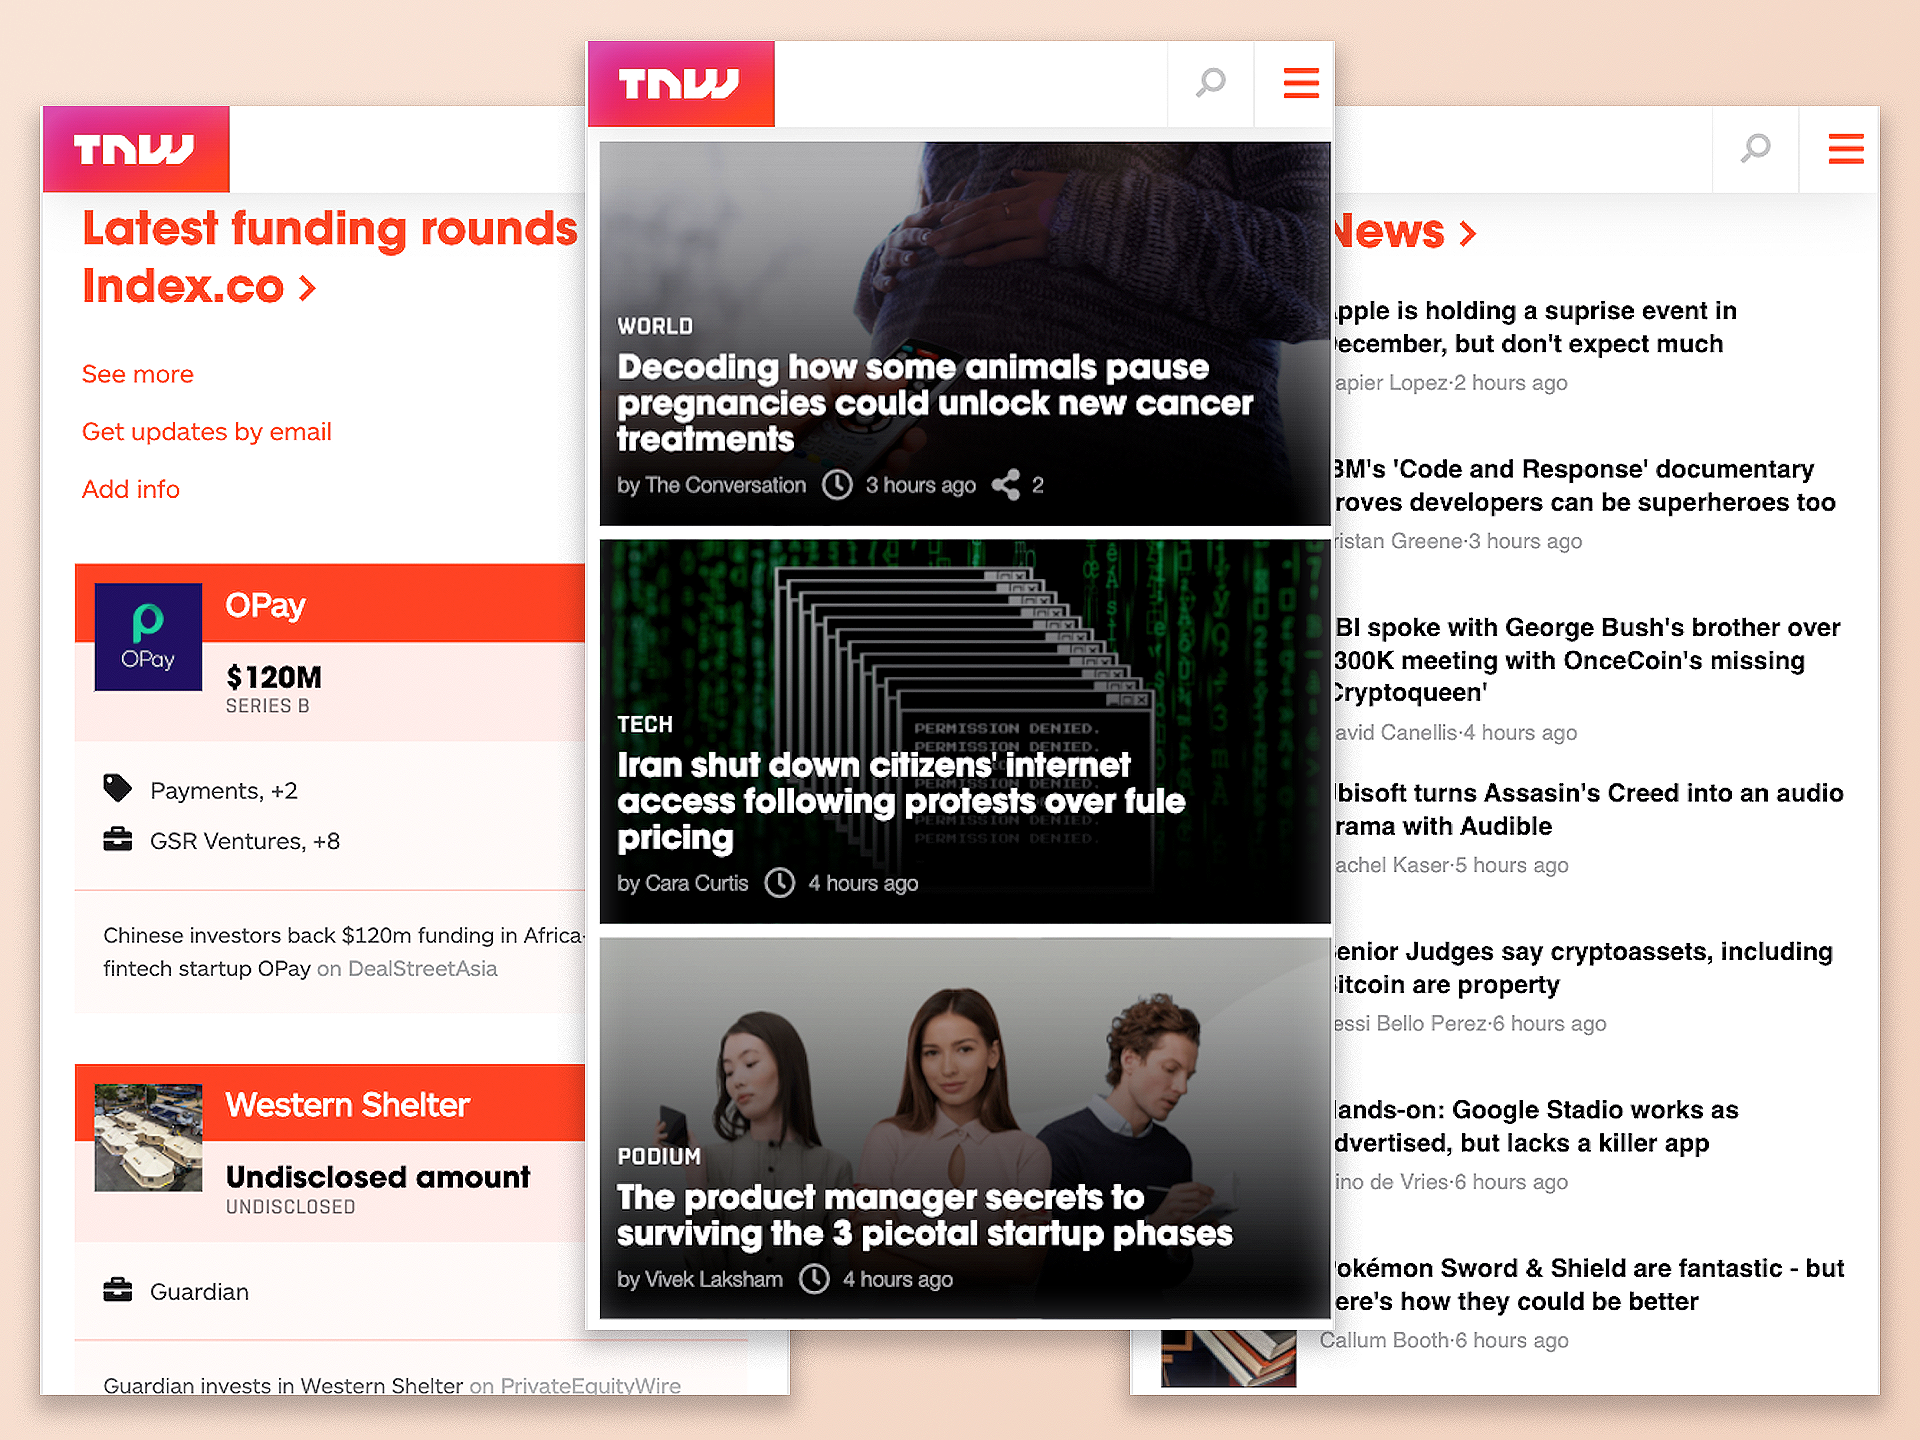 TNW
Latest funding rounds
Index.co >
See more
Get updates by email
Add info
OPay
OPay
$120M
SERIES B
Payments, +2
GSR Ventures, +8
Chinese investors back $120m funding in Africa-
fintech startup OPay on DealStreetAsia
Western Shelter
Undisclosed amount
UNDISCLOSED
Guardian
Guardian invests in Western Shelter on PrivateEquityWire
TNW
WORLD
Decoding how some animals pause
pregnancies could unlock new cancer
treatments
by The Conversation 3 hours ago 2
PERMISSION DENIED.
PERMISSION DENIED.
TECH
Iran shut down citizens' internet
access following protests over fule
pricing
PERMISSION DENIED.
PERMISSION DENIED.
by Cara Curtis 4 hours ago
PODIUM
The product manager secrets to
surviving the 3 picotal startup phases
by Vivek Laksham 4 hours ago
News >
Apple is holding a suprise event in
December, but don't expect much
apier Lopez·2 hours ago
BM's 'Code and Response' documentary
roves developers can be superheroes too
ristan Greene·3 hours ago
BI spoke with George Bush's brother over
300K meeting with OnceCoin's missing
Cryptoqueen'
avid Canellis·4 hours ago
bisoft turns Assasin's Creed into an audio
rama with Audible
achel Kaser·5 hours ago
enior Judges say cryptoassets, including
Bitcoin are property
essi Bello Perez·6 hours ago
ands-on: Google Stadio works as
dvertised, but lacks a killer app
ino de Vries·6 hours ago
okémon Sword & Shield are fantastic - but
ere's how they could be better
Callum Booth·6 hours ago